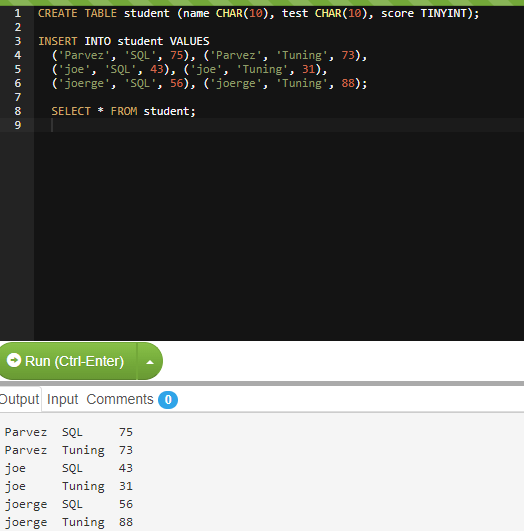 1 CREATE TABLE student (name CHAR(10), test CHAR(10), score TINYINT);
2
3 INSERT INTO student VALUES
4 ('Parvez', 'SQL', 75), ('Parvez', 'Tuning', 73),
5 ('joe', 'SQL', 43), ('joe', 'Tuning', 31),
6 ('joerge', 'SQL', 56), ('joerge', 'Tuning', 88);
7
8 SELECT * FROM student;
9
Run (Ctrl-Enter)
Output Input Comments 0
Parvez SQL 75
Parvez Tuning 73
joe SQL 43
joe Tuning 31
joerge SQL 56
joerge Tuning 88